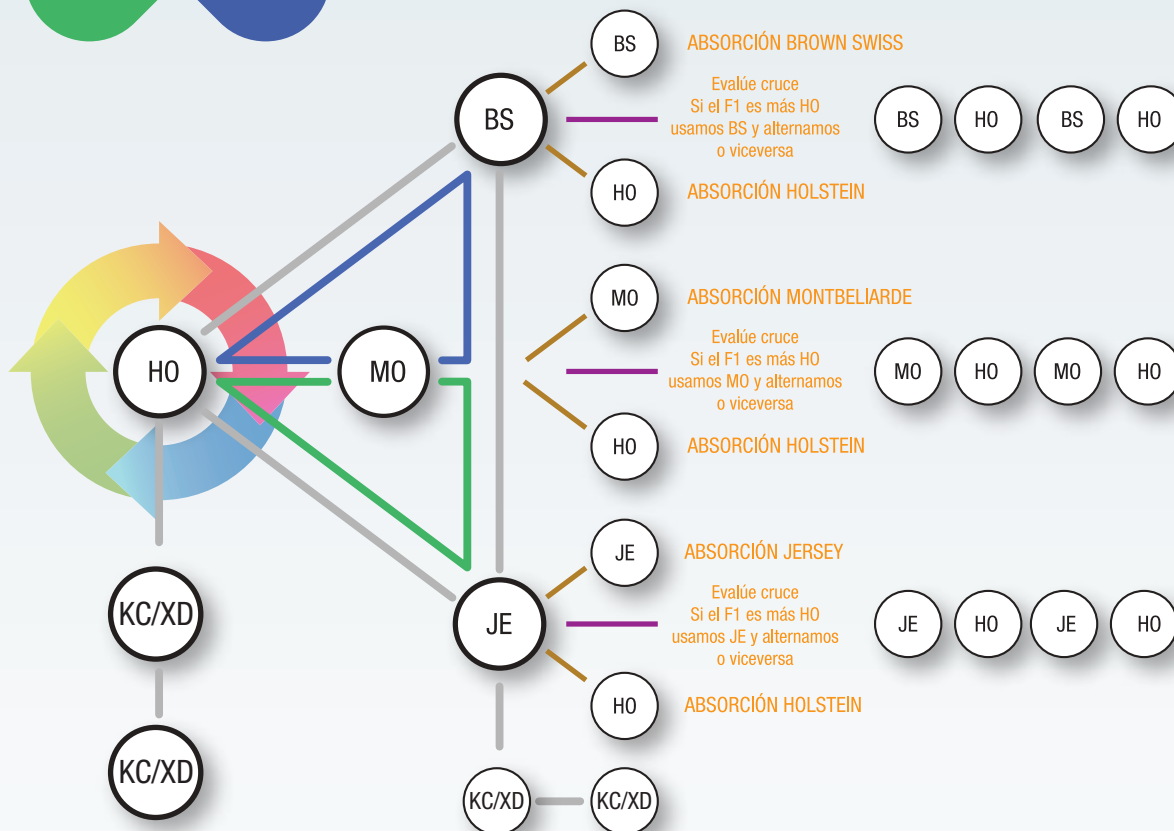 BS
ABSORCIÓN BROWN SWISS
BS
Evalúe cruce
Si el F1 es más HO
usamos BS y alternamos
o viceversa
BS HO BS HO
HO
ABSORCIÓN HOLSTEIN
MO
ABSORCIÓN MONTBELIARDE
HO
MO
Evalúe cruce
Si el F1 es más HO
usamos MO y alternamos
o viceversa
MO HO MO HO
HO
ABSORCIÓN HOLSTEIN
JE
ABSORCIÓN JERSEY
KC/XD
JE
Evalúe cruce
Si el F1 es más HO
usamos JE y alternamos
o viceversa
JE HO JE HO
HO
ABSORCIÓN HOLSTEIN
KC/XD
KC/XD
KC/XD